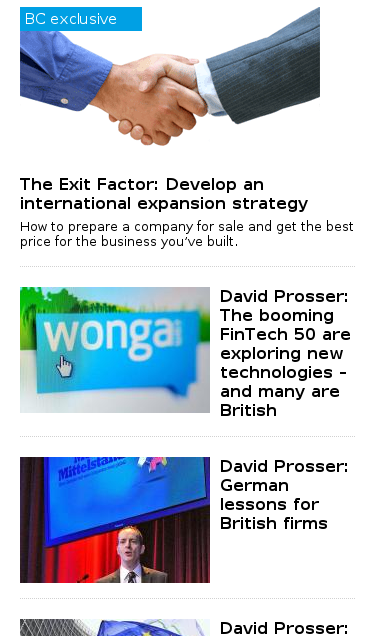 BC exclusive
The Exit Factor: Develop an
international expansion strategy
How to prepare a company for sale and get the best
price for the business you've built.
wonga
David Prosser:
The booming
FinTech 50 are
exploring new
technologies –
and many are
British
Mittelstand
David Prosser:
German
lessons for
British firms
David Prosser: